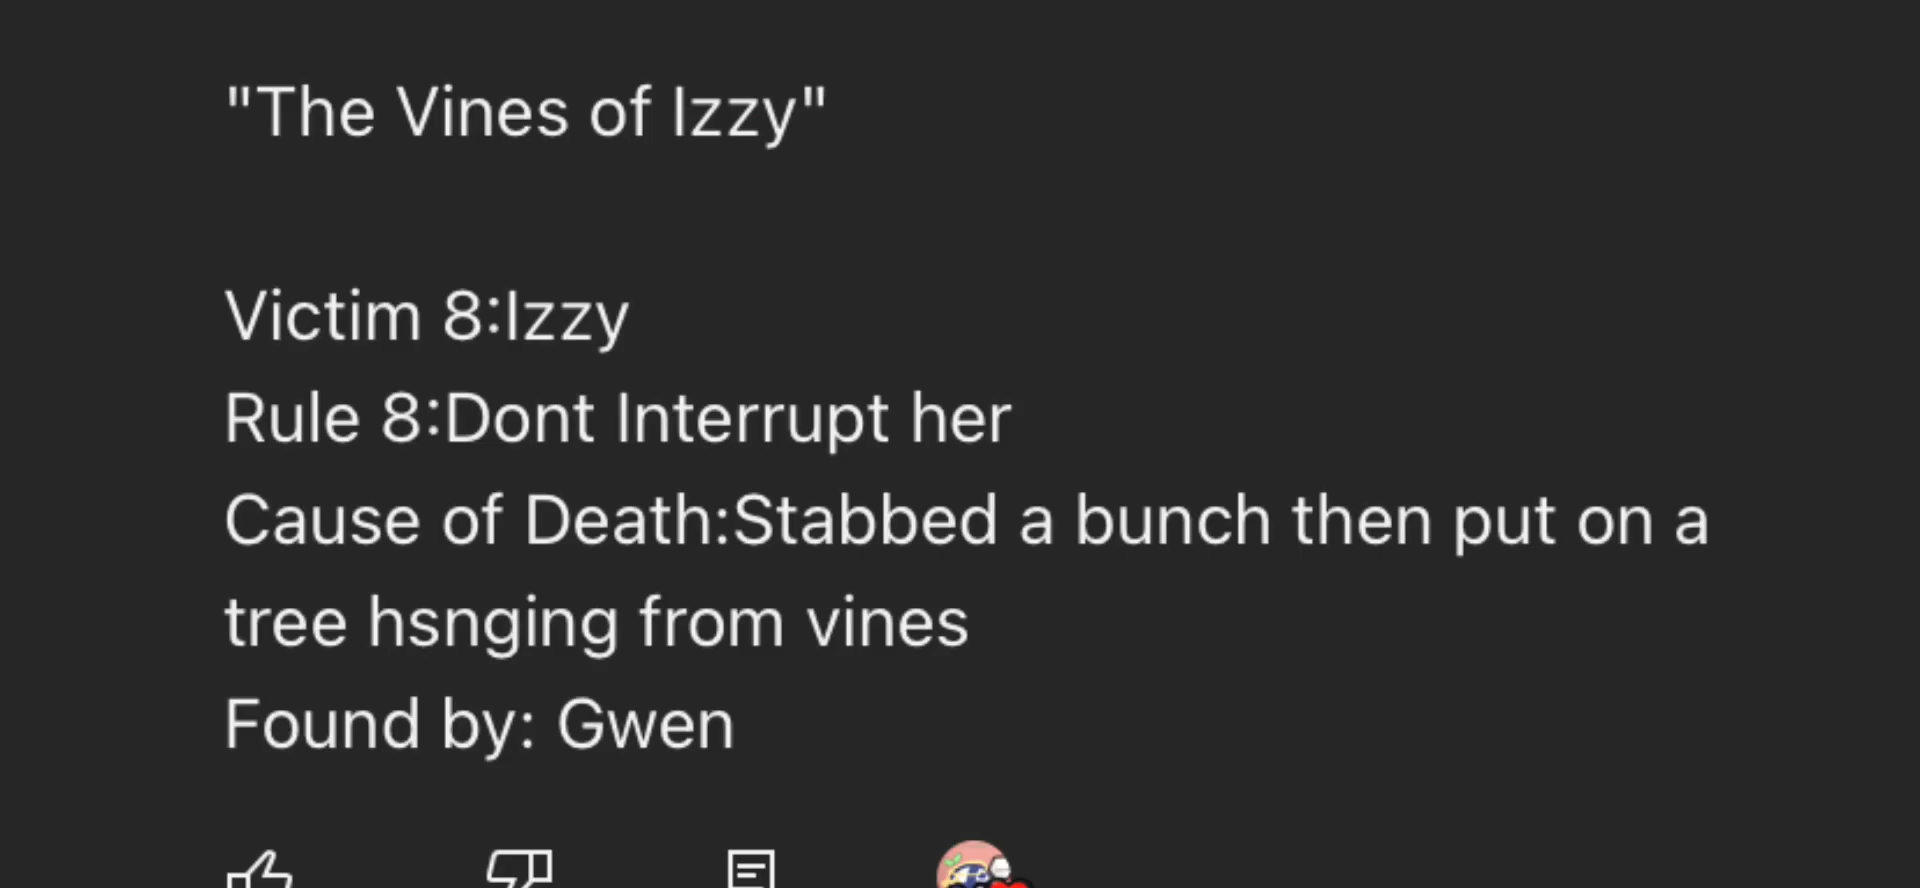 "The Vines of Izzy"
Victim 8:Izzy
Rule 8:Dont Interrupt her
Cause of Death:Stabbed a bunch then put on a
tree hsnging from vines
Found by: Gwen